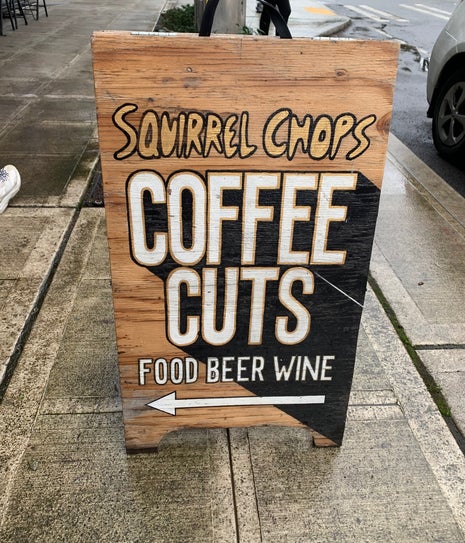 SQUIRREL CHOPS
COFFEE
CUTS
FOOD BEER WINE